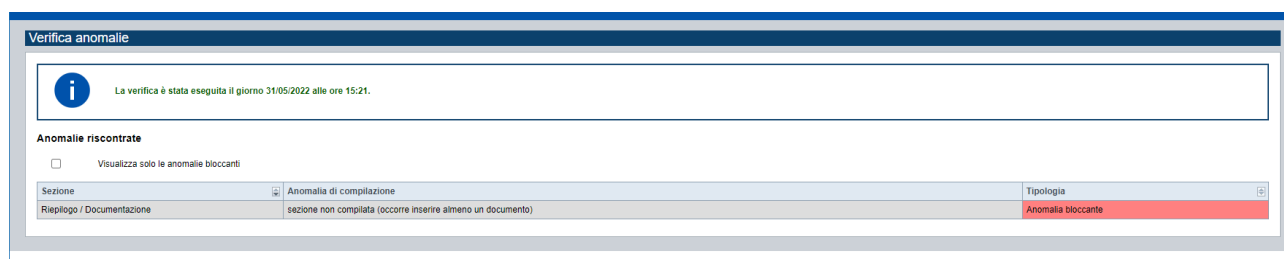 Verifica anomalie
La verifica è stata eseguita il giorno 31/05/2022 alle ore 15:21.
Anomalie riscontrate
Visualizza solo le anomalie bloccanti
Sezione Anomalia di compilazione Tipologia
Riepilogo / Documentazione sezione non compilata (occorre inserire almeno un documento) Anomalia bloccante